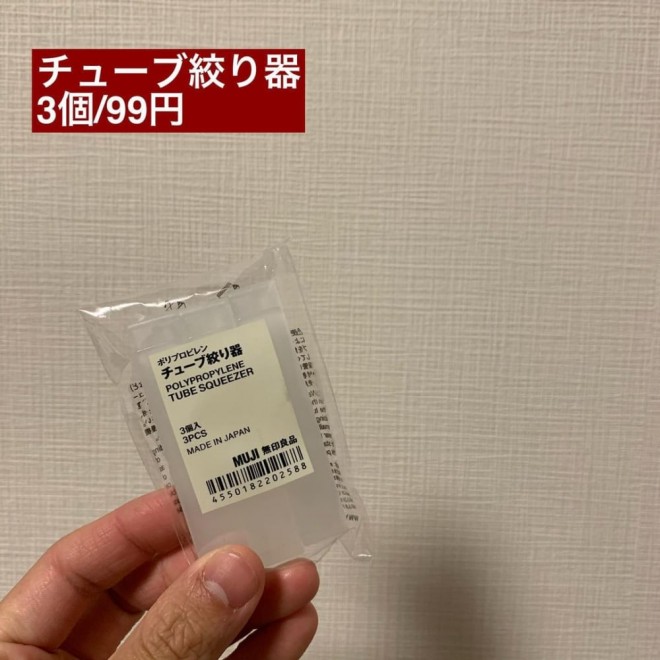 チューブ絞り器
3個/99円
ポリプロピレン
チューブ絞り器
POLYPROPYLENE
TUBE SQUEEZER
3個入
3PCS
MADE IN JAPAN
MUJI 無印良品
4550182202588